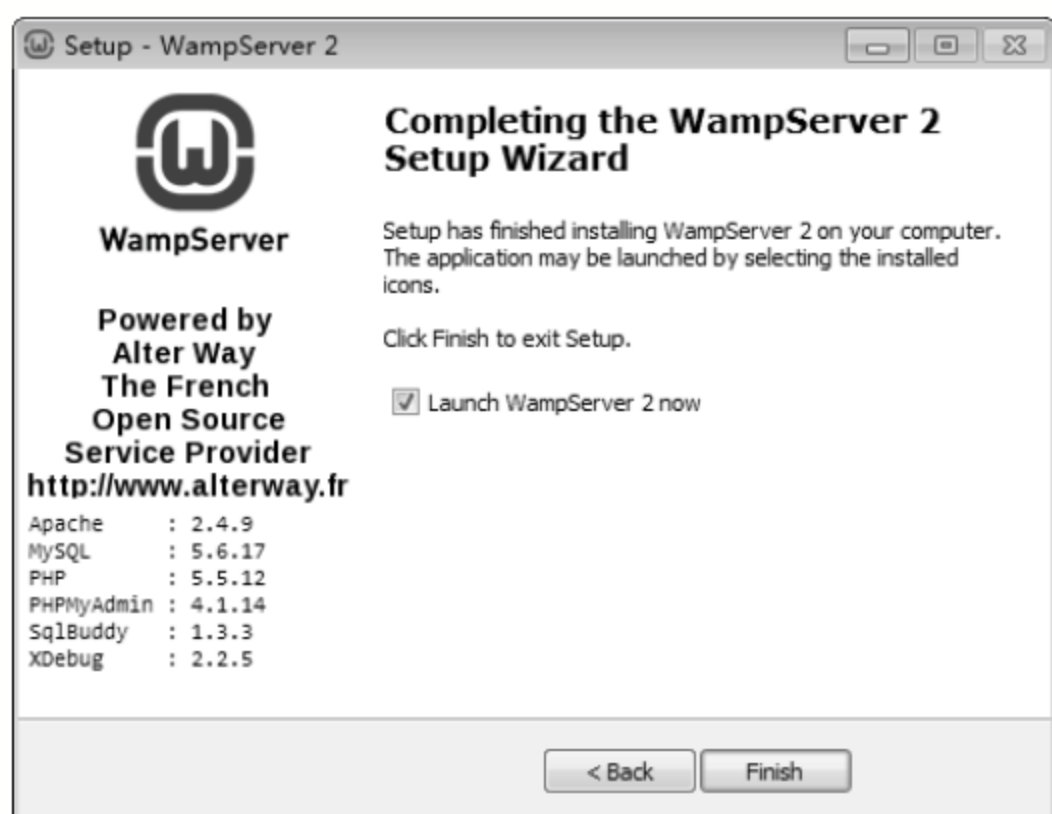 Setup - WampServer 2
WampServer
Powered by
Alter Way
The French
Open Source
Service Provider
http://www.alterway.fr
Apache : 2.4.9
MySQL : 5.6.17
PHP : 5.5.12
PHPMyAdmin : 4.1.14
SqlBuddy : 1.3.3
XDebug : 2.2.5
Completing the WampServer 2
Setup Wizard
Setup has finished installing WampServer 2 on your computer.
The application may be launched by selecting the installed
icons.
Click Finish to exit Setup.
Launch WampServer 2 now
< Back
Finish